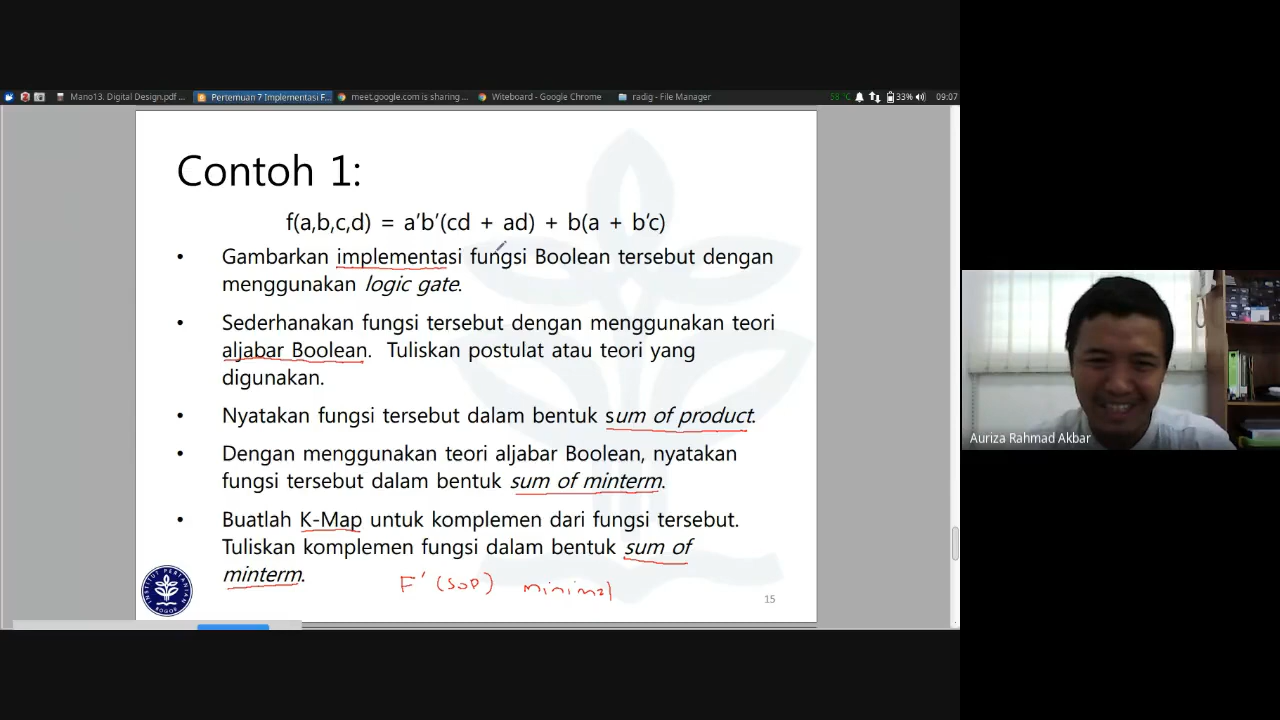 Mano13. Digital Design.pdf ...
Pertemuan 7 Implementasi F...
meet.google.com is sharing ...
Witeboard - Google Chrome
radig - File Manager
58 °C
33%
09:07
Contoh 1:
f(a,b,c,d) = a'b'(cd + ad) + b(a + b'c)
• Gambarkan implementasi fungsi Boolean tersebut dengan
menggunakan logic gate.
• Sederhanakan fungsi tersebut dengan menggunakan teori
aljabar Boolean. Tuliskan postulat atau teori yang
digunakan.
• Nyatakan fungsi tersebut dalam bentuk sum of product.
• Dengan menggunakan teori aljabar Boolean, nyatakan
fungsi tersebut dalam bentuk sum of minterm.
• Buatlah K-Map untuk komplemen dari fungsi tersebut.
Tuliskan komplemen fungsi dalam bentuk sum of
minterm.
F' (SOP) minimal
INSTITUT PERTANIAN BOGOR
15
Auriza Rahmad Akbar